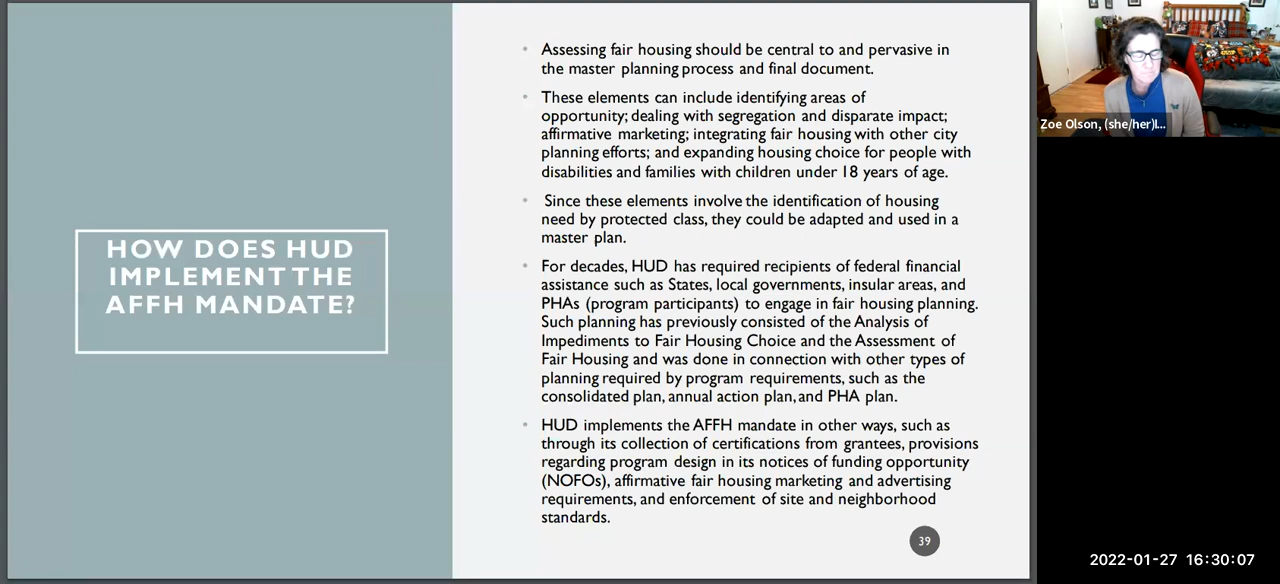 HOW DOES HUD
IMPLEMENT THE
AFFH MANDATE?
• Assessing fair housing should be central to and pervasive in
the master planning process and final document.
• These elements can include identifying areas of
opportunity; dealing with segregation and disparate impact;
affirmative marketing; integrating fair housing with other city
planning efforts; and expanding housing choice for people with
disabilities and families with children under 18 years of age.
• Since these elements involve the identification of housing
need by protected class, they could be adapted and used in a
master plan.
• For decades, HUD has required recipients of federal financial
assistance such as States, local governments, insular areas, and
PHAs (program participants) to engage in fair housing planning.
Such planning has previously consisted of the Analysis of
Impediments to Fair Housing Choice and the Assessment of
Fair Housing and was done in connection with other types of
planning required by program requirements, such as the
consolidated plan, annual action plan, and PHA plan.
• HUD implements the AFFH mandate in other ways, such as
through its collection of certifications from grantees, provisions
regarding program design in its notices of funding opportunity
(NOFOs), affirmative fair housing marketing and advertising
requirements, and enforcement of site and neighborhood
standards.
39
Zoe Olson, (she/her)I...
2022-01-27 16:30:07